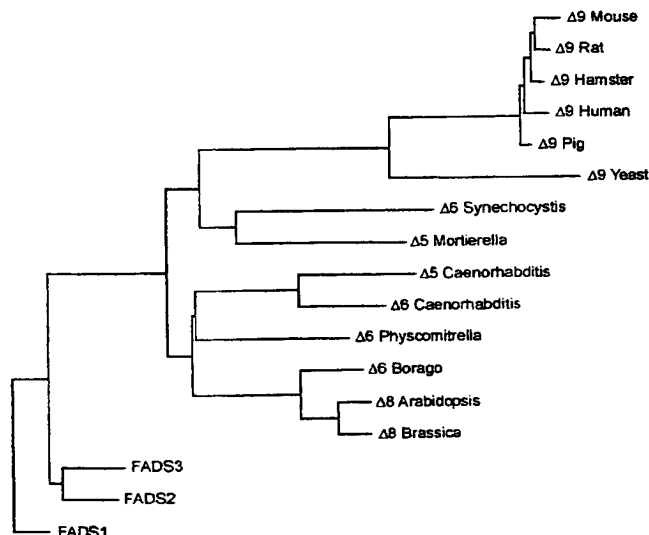 Δ9 Mouse
Δ9 Rat
Δ9 Hamster
Δ9 Human
Δ9 Pig
Δ9 Yeast
Δ6 Synechocystis
Δ5 Mortierella
Δ5 Caenorhabditis
Δ6 Caenorhabditis
Δ6 Physcomitrella
Δ6 Borago
Δ8 Arabidopsis
Δ8 Brassica
FADS3
FADS2
FADS1